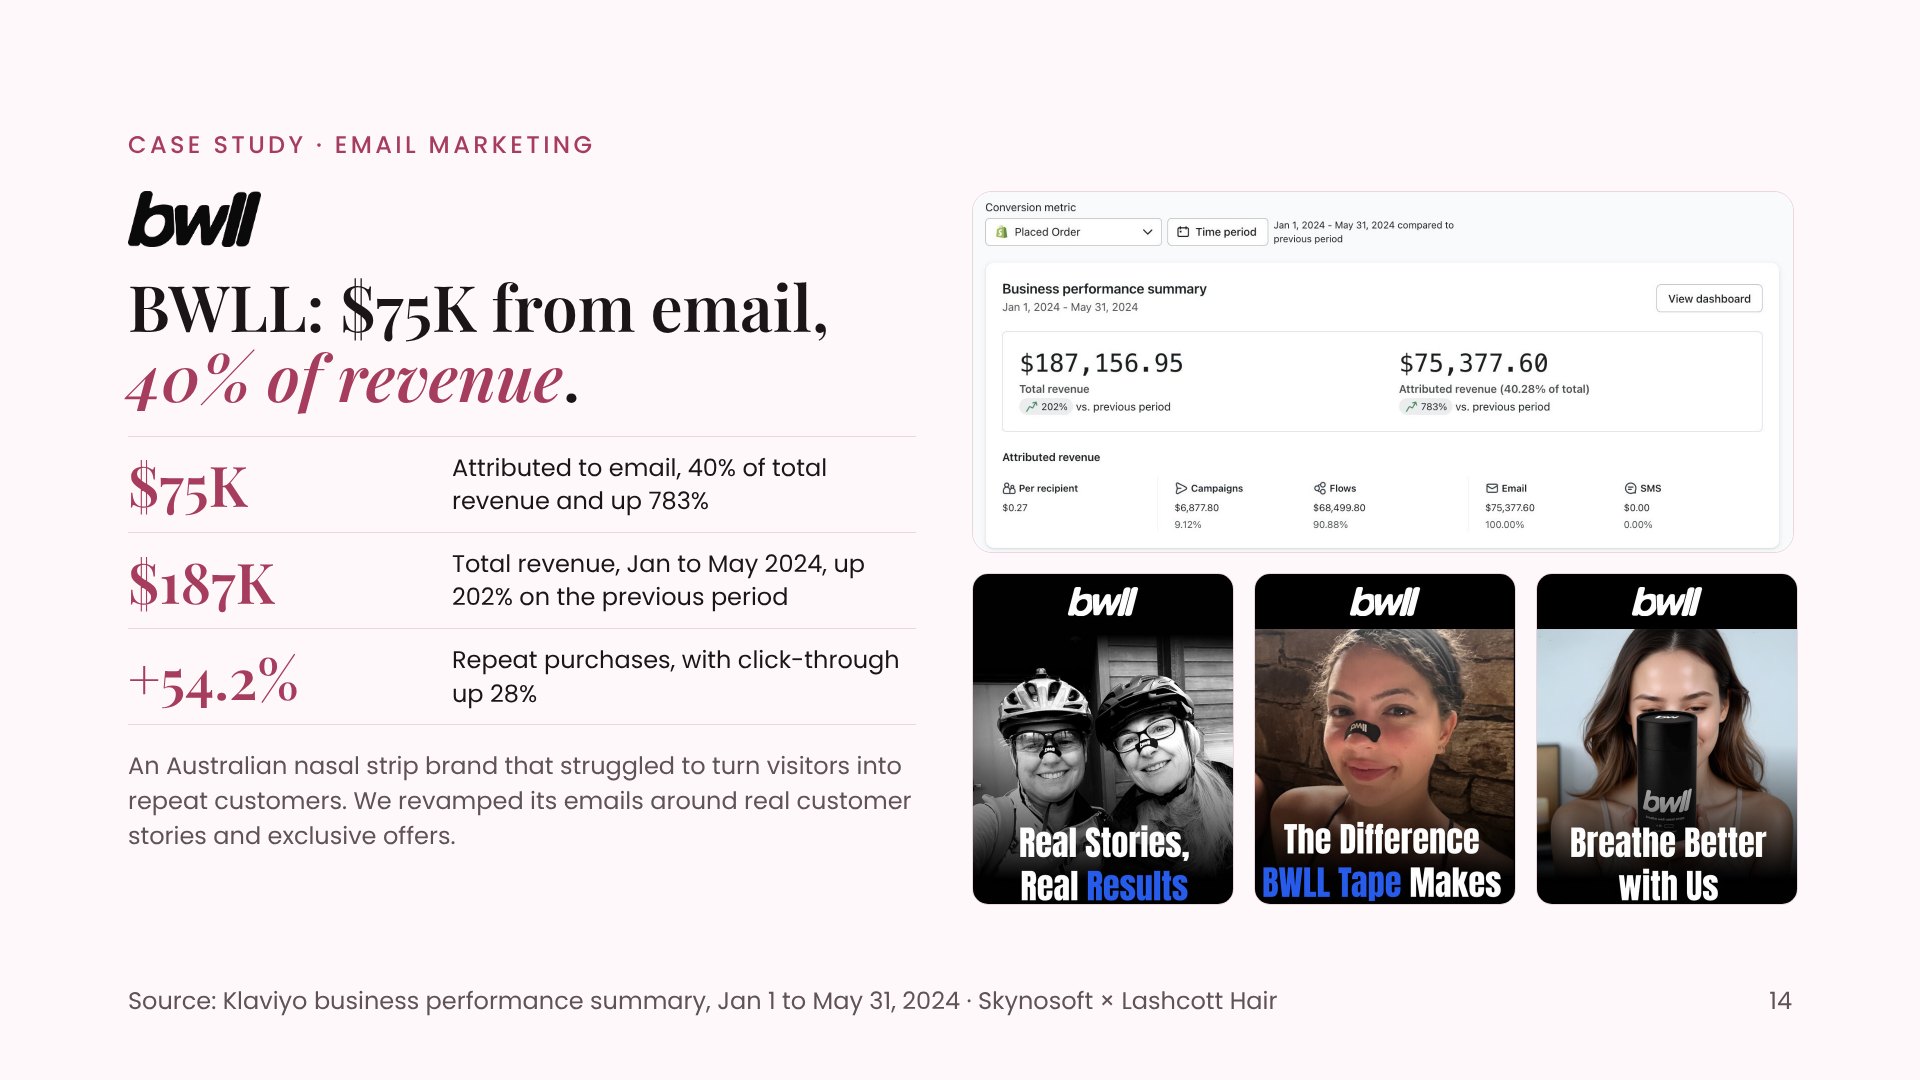 CASE STUDY · EMAIL MARKETING
bwll
BWLL: $75K from email,
40% of revenue.
$75K
Attributed to email, 40% of total
revenue and up 783%
$187K
Total revenue, Jan to May 2024, up
202% on the previous period
+54.2%
Repeat purchases, with click-through
up 28%
An Australian nasal strip brand that struggled to turn visitors into
repeat customers. We revamped its emails around real customer
stories and exclusive offers.
Conversion metric
Placed Order
Time period
Jan 1, 2024 - May 31, 2024 compared to
previous period
Business performance summary
Jan 1, 2024 - May 31, 2024
View dashboard
$187,156.95
Total revenue
202% vs. previous period
$75,377.60
Attributed revenue (40.28% of total)
783% vs. previous period
Attributed revenue
Per recipient
$0.27
Campaigns
$6,877.80
9.12%
Flows
$68,499.80
90.88%
Email
$75,377.60
100.00%
SMS
$0.00
0.00%
bwll
Real Stories,
Real Results
bwll
bwll
The Difference
BWLL Tape Makes
bwll
bwll
bwll
Breathe Better
with Us
Source: Klaviyo business performance summary, Jan 1 to May 31, 2024 · Skynosoft × Lashcott Hair
14